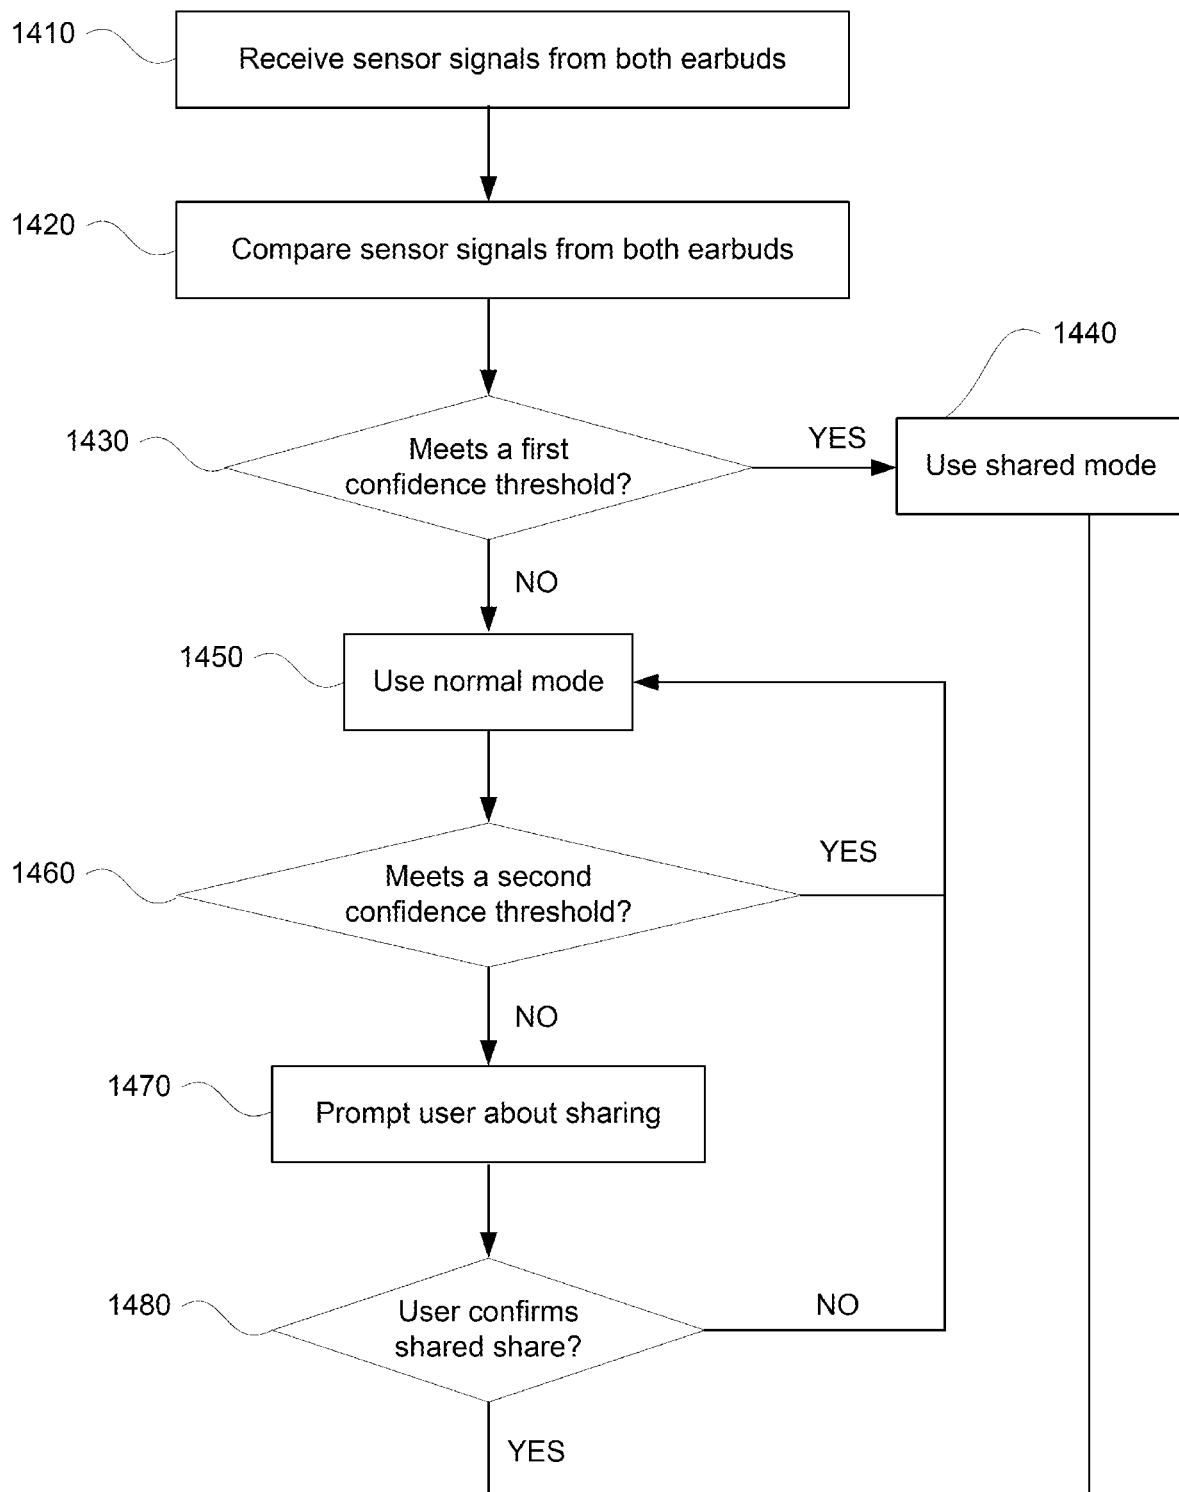 1410
Receive sensor signals from both earbuds
1420
Compare sensor signals from both earbuds
1440
1430
Meets a first
confidence threshold?
YES
Use shared mode
NO
1450
Use normal mode
1460
Meets a second
confidence threshold?
YES
NO
1470
Prompt user about sharing
1480
User confirms
shared share?
NO
YES